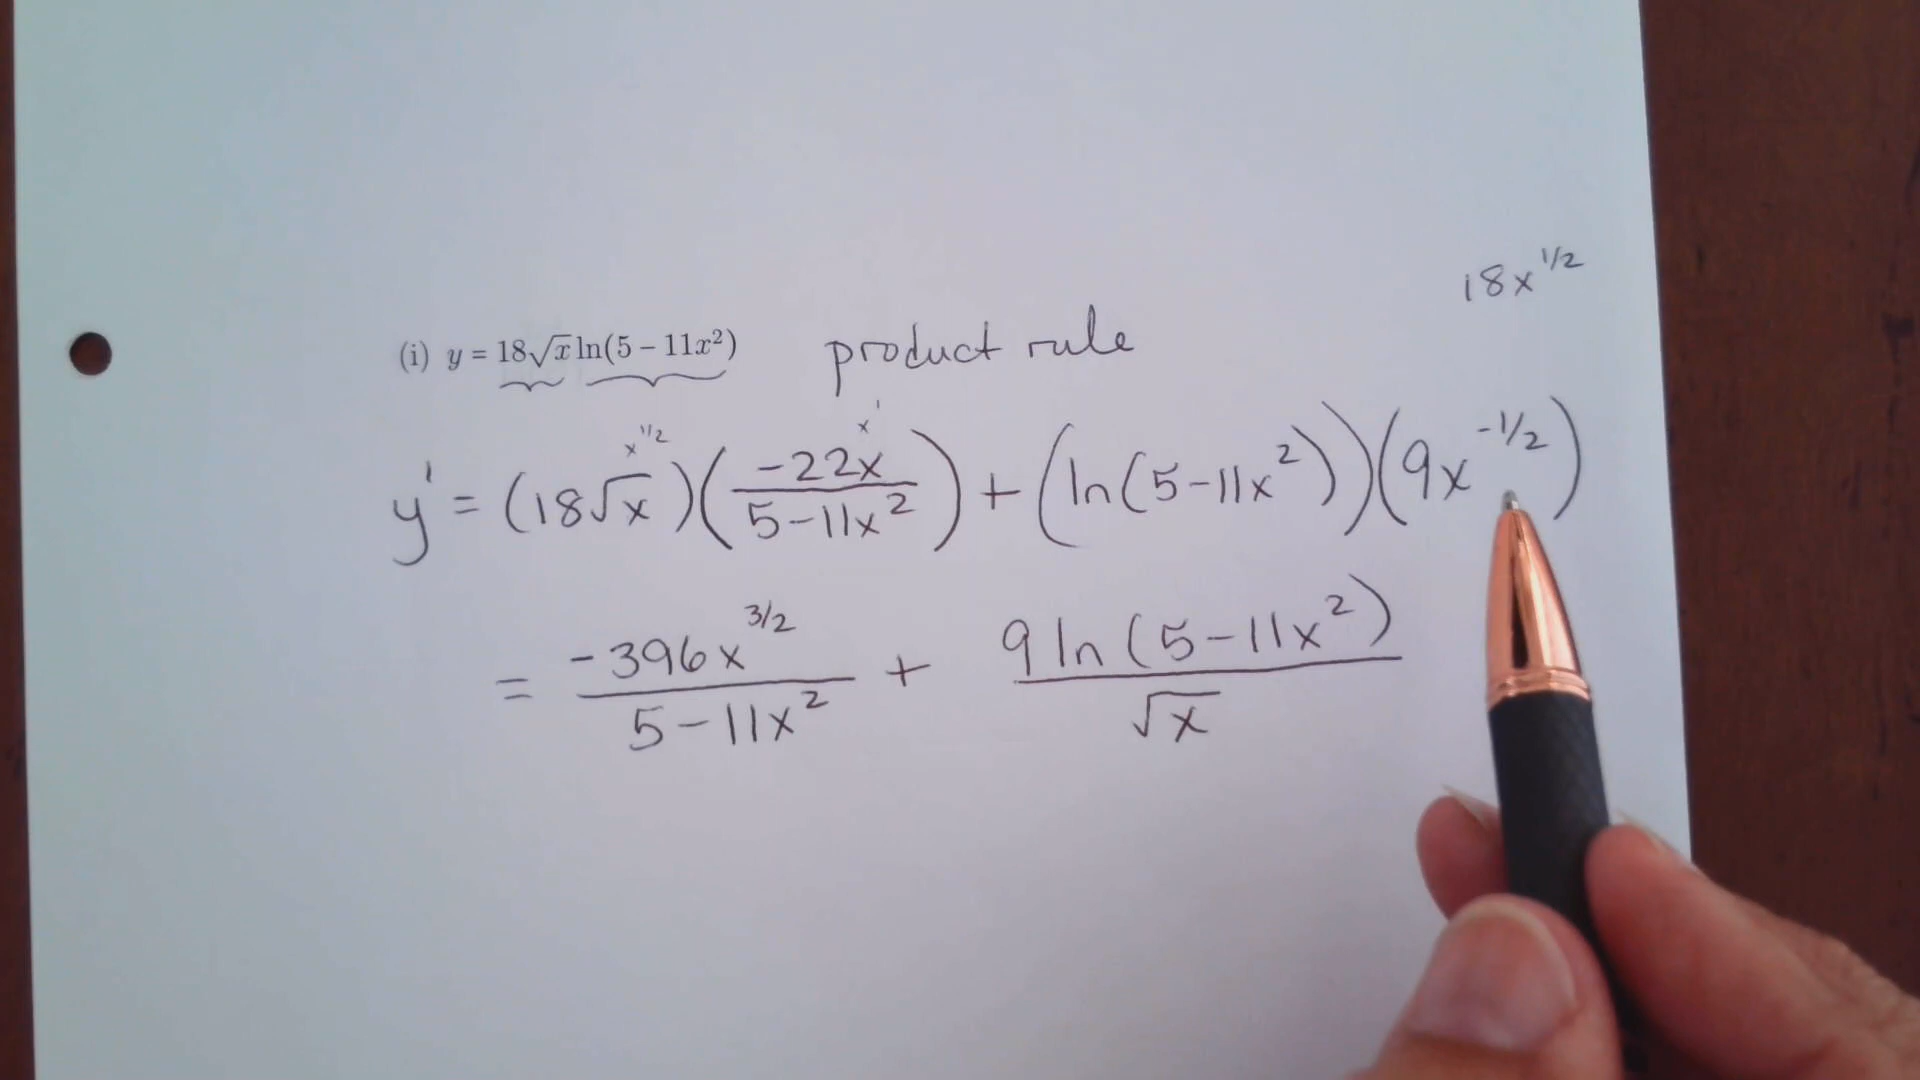 18x^1/2
(i) y = 18√x ln(5 − 11x²) product rule
x^1/2 x^1
y' = (18√x)(-22x/(5-11x²)) + (ln(5-11x²))(9x^-1/2)
= -396x^3/2/(5-11x²) + 9 ln(5-11x²)/√x